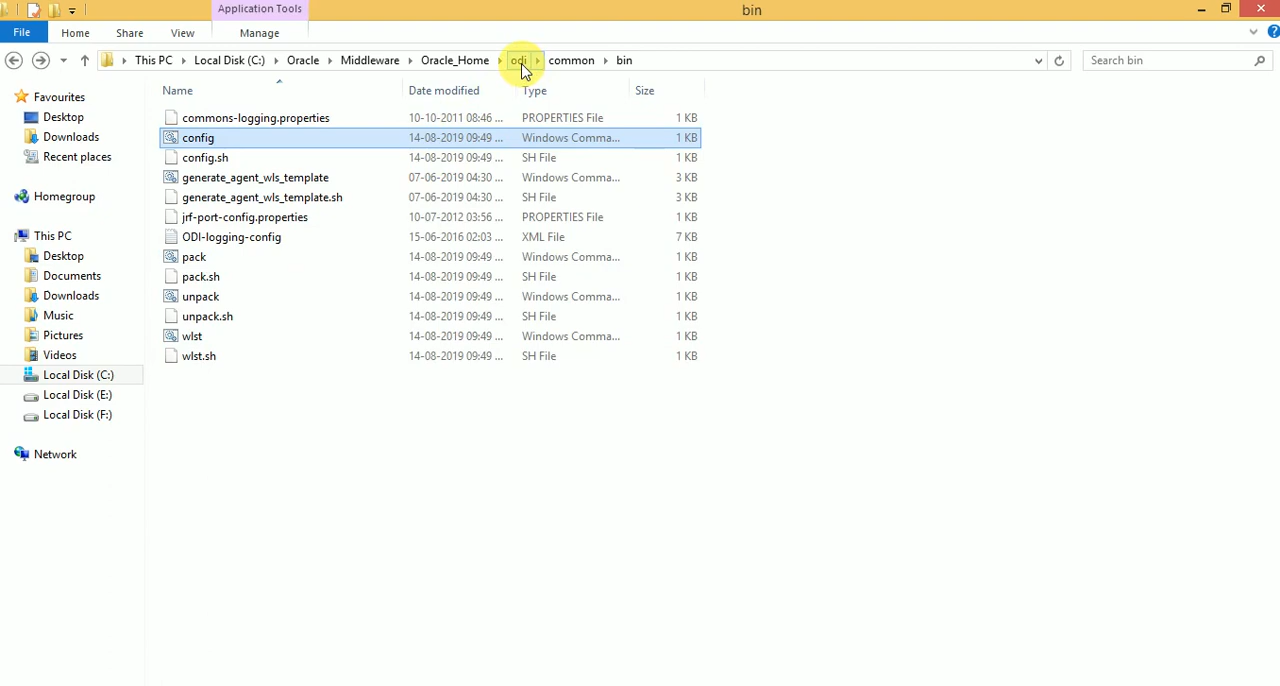 bin
Application Tools
File Home Share View Manage
This PC Local Disk (C:) Oracle Middleware Oracle_Home odi common bin Search bin
Name Date modified Type Size
Favourites
Desktop
Downloads
Recent places
Homegroup
This PC
Desktop
Documents
Downloads
Music
Pictures
Videos
Local Disk (C:)
Local Disk (E:)
Local Disk (F:)
Network
commons-logging.properties 10-10-2011 08:46 ... PROPERTIES File 1 KB
config 14-08-2019 09:49 ... Windows Comma... 1 KB
config.sh 14-08-2019 09:49 ... SH File 1 KB
generate_agent_wls_template 07-06-2019 04:30 ... Windows Comma... 3 KB
generate_agent_wls_template.sh 07-06-2019 04:30 ... SH File 3 KB
jrf-port-config.properties 10-07-2012 03:56 ... PROPERTIES File 1 KB
ODI-logging-config 15-06-2016 02:03 ... XML File 7 KB
pack 14-08-2019 09:49 ... Windows Comma... 1 KB
pack.sh 14-08-2019 09:49 ... SH File 1 KB
unpack 14-08-2019 09:49 ... Windows Comma... 1 KB
unpack.sh 14-08-2019 09:49 ... SH File 1 KB
wlst 14-08-2019 09:49 ... Windows Comma... 1 KB
wlst.sh 14-08-2019 09:49 ... SH File 1 KB